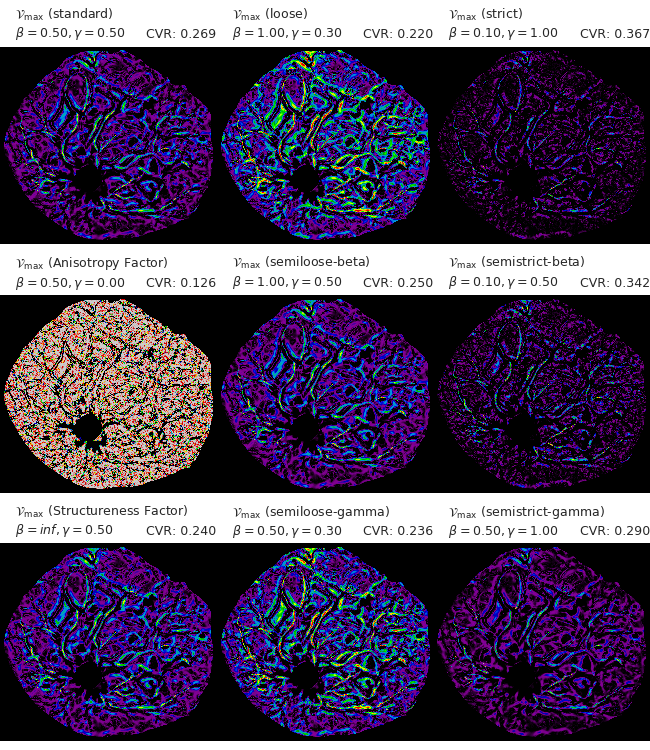 𝒱max (standard)
β = 0.50, γ = 0.50 CVR: 0.269
𝒱max (loose)
β = 1.00, γ = 0.30 CVR: 0.220
𝒱max (strict)
β = 0.10, γ = 1.00 CVR: 0.367
𝒱max (Anisotropy Factor)
β = 0.50, γ = 0.00 CVR: 0.126
𝒱max (semiloose-beta)
β = 1.00, γ = 0.50 CVR: 0.250
𝒱max (semistrict-beta)
β = 0.10, γ = 0.50 CVR: 0.342
𝒱max (Structureness Factor)
β = inf, γ = 0.50 CVR: 0.240
𝒱max (semiloose-gamma)
β = 0.50, γ = 0.30 CVR: 0.236
𝒱max (semistrict-gamma)
β = 0.50, γ = 1.00 CVR: 0.290